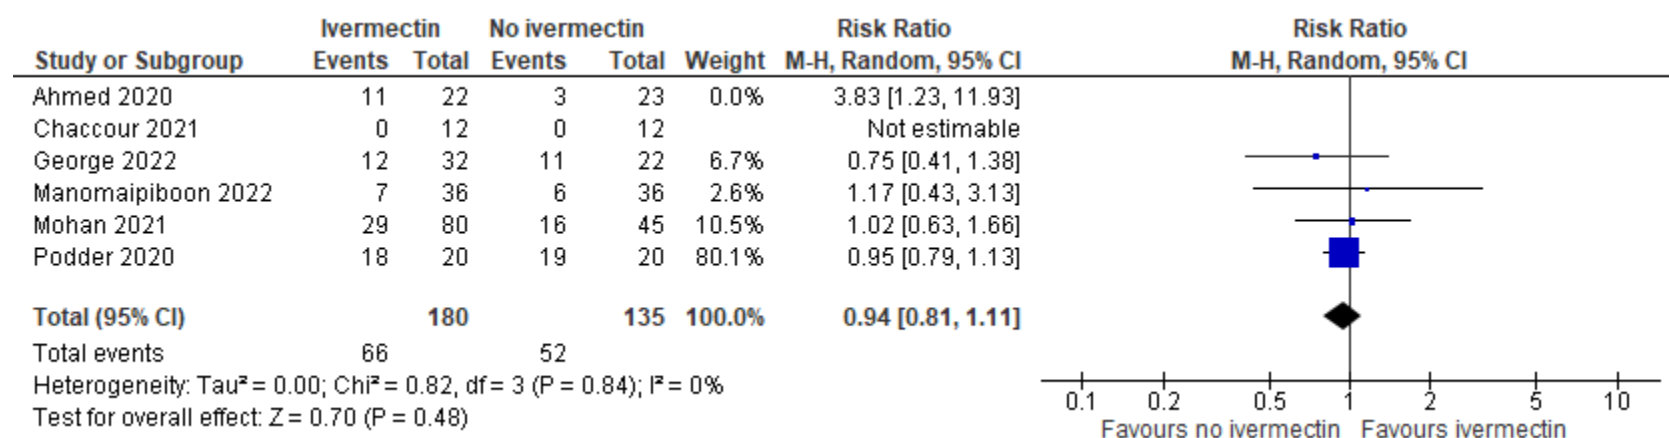 Ivermectin No ivermectin Risk Ratio Risk Ratio
Study or Subgroup Events Total Events Total Weight M-H, Random, 95% CI M-H, Random, 95% CI
Ahmed 2020 11 22 3 23 0.0% 3.83 [1.23, 11.93]
Chaccour 2021 0 12 0 12 Not estimable
George 2022 12 32 11 22 6.7% 0.75 [0.41, 1.38]
Manomaipiboon 2022 7 36 6 36 2.6% 1.17 [0.43, 3.13]
Mohan 2021 29 80 16 45 10.5% 1.02 [0.63, 1.66]
Podder 2020 18 20 19 20 80.1% 0.95 [0.79, 1.13]
Total (95% CI) 180 135 100.0% 0.94 [0.81, 1.11]
Total events 66 52
Heterogeneity: Tau² = 0.00; Chi² = 0.82, df = 3 (P = 0.84); I² = 0%
Test for overall effect: Z = 0.70 (P = 0.48)
0.1 0.2 0.5 1 2 5 10
Favours no ivermectin Favours ivermectin